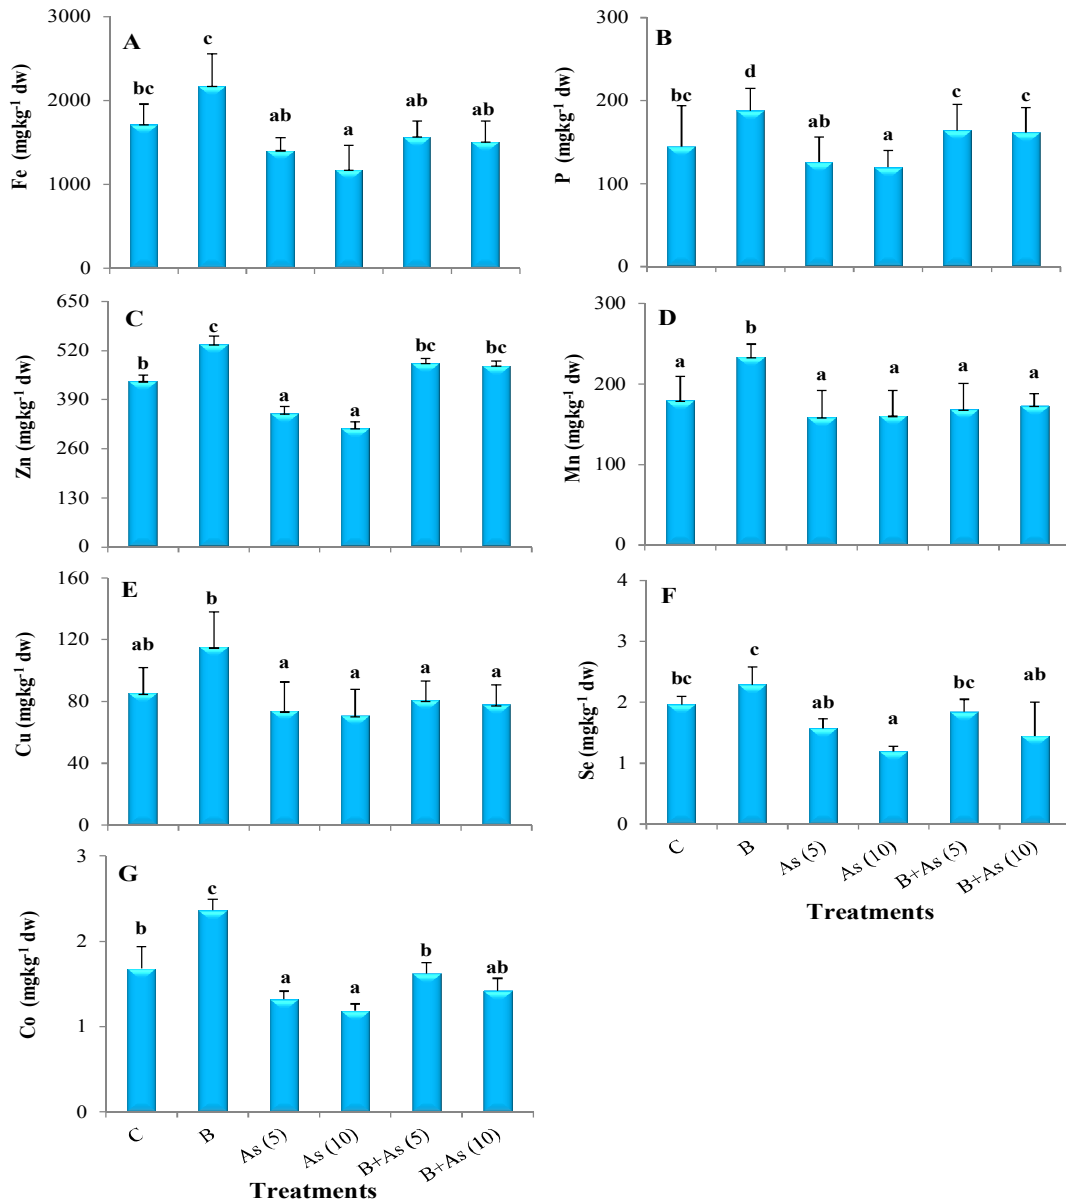 A
Fe (mgkg-1 dw)
3000
2000
1000
0
bc
c
ab
a
ab
ab
B
P (mgkg-1 dw)
300
200
100
0
bc
d
ab
a
c
c
C
Zn (mgkg-1 dw)
650
520
390
260
130
0
b
c
a
a
bc
bc
D
Mn (mgkg-1 dw)
300
200
100
0
a
b
a
a
a
a
E
Cu (mgkg-1 dw)
160
120
80
40
0
ab
b
a
a
a
a
F
Se (mgkg-1 dw)
4
3
2
1
0
bc
c
ab
a
bc
ab
C
B
As (5)
As (10)
B+As (5)
B+As (10)
Treatments
G
Co (mgkg-1 dw)
3
2
1
0
b
c
a
a
b
ab
C
B
As (5)
As (10)
B+As (5)
B+As (10)
Treatments